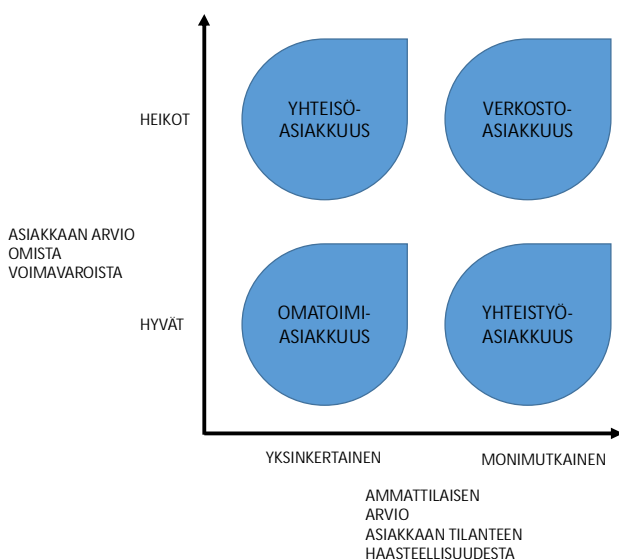 HEIKOT
YHTEISÖ-
ASIAKKUUS
VERKOSTO-
ASIAKKUUS
ASIAKKAAN ARVIO
OMISTA
VOIMAVAROISTA
HYVÄT
OMATOIMI-
ASIAKKUUS
YHTEISTYÖ-
ASIAKKUUS
YKSINKERTAINEN
MONIMUTKAINEN
AMMATTILAISEN
ARVIO
ASIAKKAAN TILANTEEN
HAASTEELLISUUDESTA